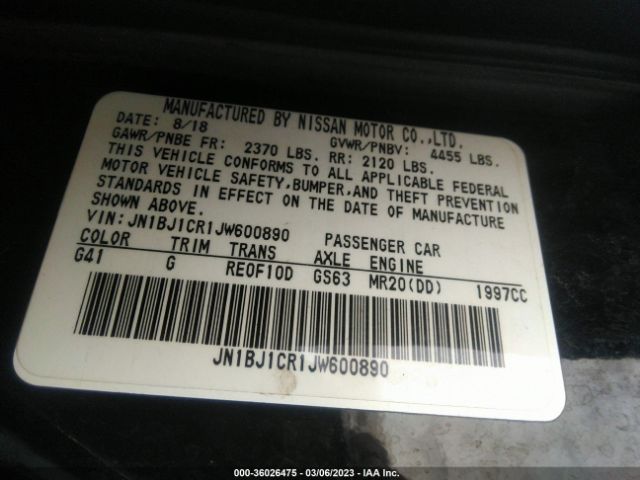 MANUFACTURED BY NISSAN MOTOR CO.,LTD.
DATE: 8/18 GVWR/PNBV: 4455 LBS.
GAWR/PNBE FR: 2370 LBS. RR: 2120 LBS.
THIS VEHICLE CONFORMS TO ALL APPLICABLE FEDERAL
MOTOR VEHICLE SAFETY,BUMPER,AND THEFT PREVENTION
STANDARDS IN EFFECT ON THE DATE OF MANUFACTURE
SHOWN ABOVE.
VIN: JN1BJ1CR1JW600890 PASSENGER CAR
COLOR TRIM TRANS AXLE ENGINE
G41 G RE0F10D GS63 MR20(DD) 1997CC
JN1BJ1CR1JW600890
000-36026475 - 03/06/2023 - IAA Inc.